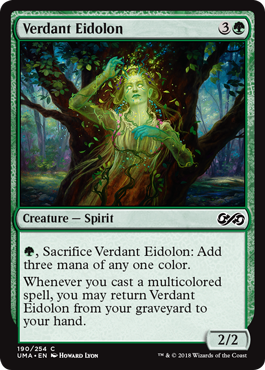 Verdant Eidolon 3
Creature — Spirit
, Sacrifice Verdant Eidolon: Add
three mana of any one color.
Whenever you cast a multicolored
spell, you may return Verdant
Eidolon from your graveyard to
your hand.
2/2
190/254 C
UMA • EN Howard Lyon
™ & © 2018 Wizards of the Coast